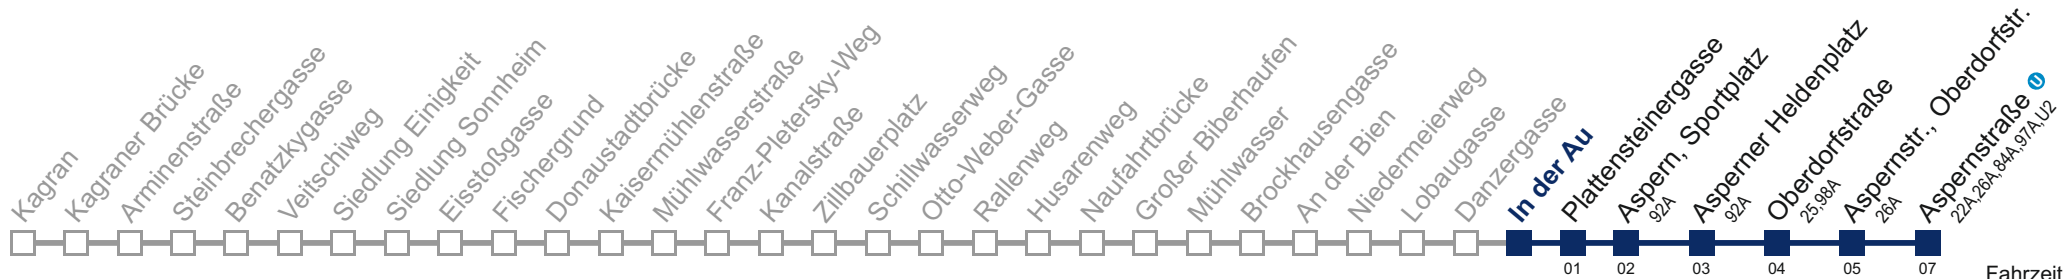 Kagran
Kagraner Brücke
Arminenstraße
Steinbrechergasse
Benatzkygasse
Veitschiweg
Siedlung Einigkeit
Siedlung Sonnheim
Eisstoßgasse
Fischergrund
Donaustadtbrücke
Kaisermühlenstraße
Mühlwasserstraße
Franz-Pletersky-Weg
Kanalstraße
Zillbauerplatz
Schillwasserweg
Otto-Weber-Gasse
Rallenweg
Husarenweg
Naufahrtbrücke
Großer Biberhaufen
Mühlwasser
Brockhausengasse
An der Bien
Niedermeierweg
Lobaugasse
Danzergasse
In der Au
Plattensteinergasse
Aspern, Sportplatz
92A
Asperner Heldenplatz
92A
Oberdorfstraße
25,98A
Aspernstr., Oberdorfstr.
26A
Aspernstraße U
22A,26A,84A,97A,U2
01 02 03 04 05 07
Fahrzeit